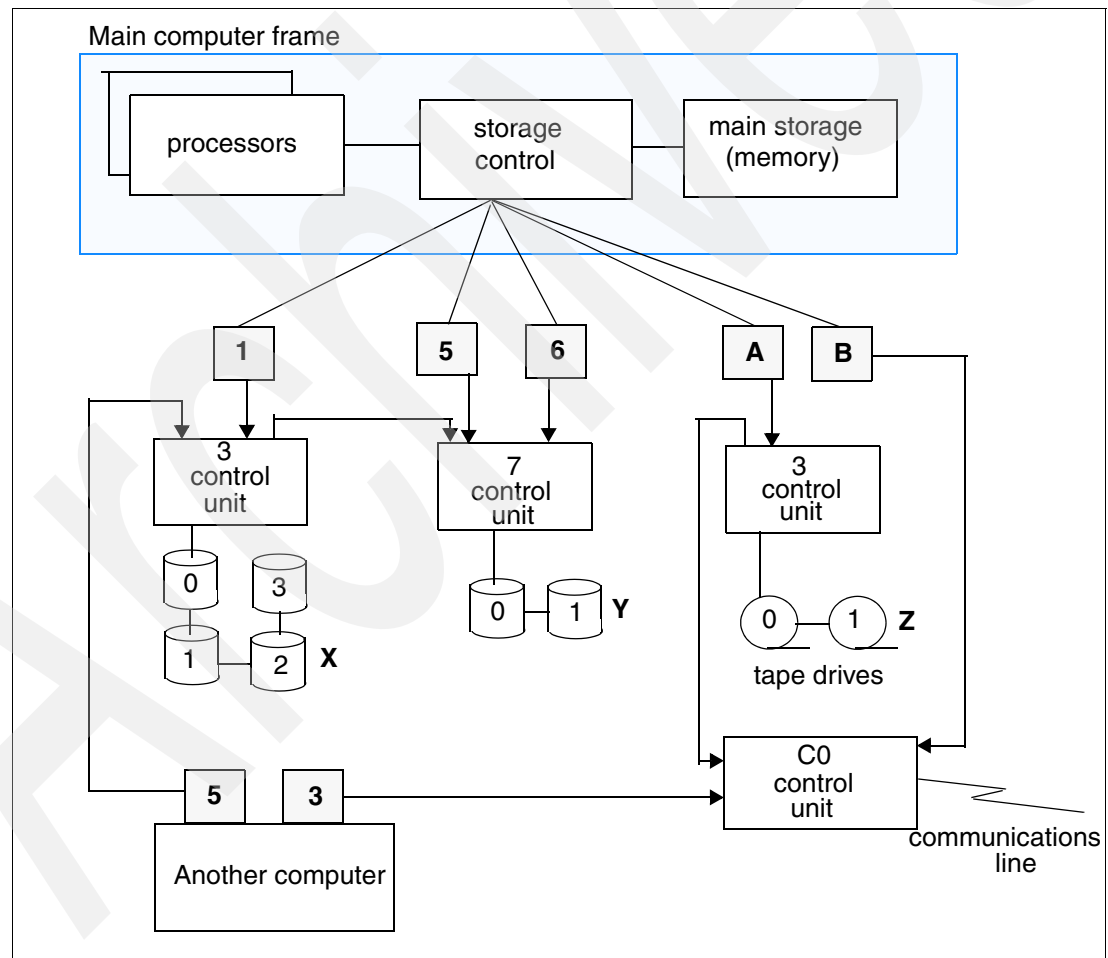 Main computer frame
processors
storage
control
main storage
(memory)
1
5
6
A
B
3
control
unit
7
control
unit
3
control
unit
0
3
1
2
X
0
1
Y
0
1
Z
tape drives
C0
control
unit
5
3
Another computer
communications
line
Archive